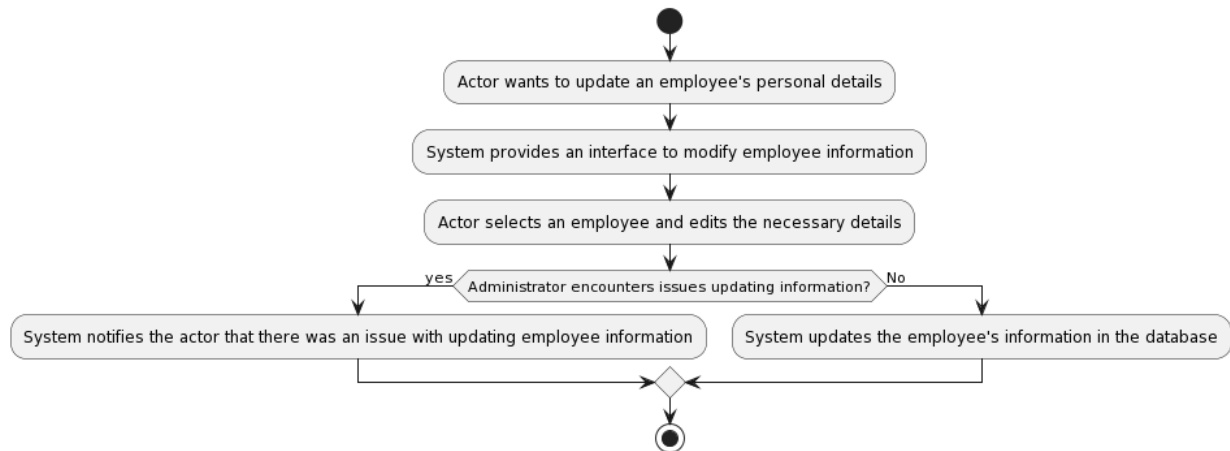 Actor wants to update an employee's personal details
System provides an interface to modify employee information
Actor selects an employee and edits the necessary details
yes
Administrator encounters issues updating information?
No
System notifies the actor that there was an issue with updating employee information
System updates the employee's information in the database